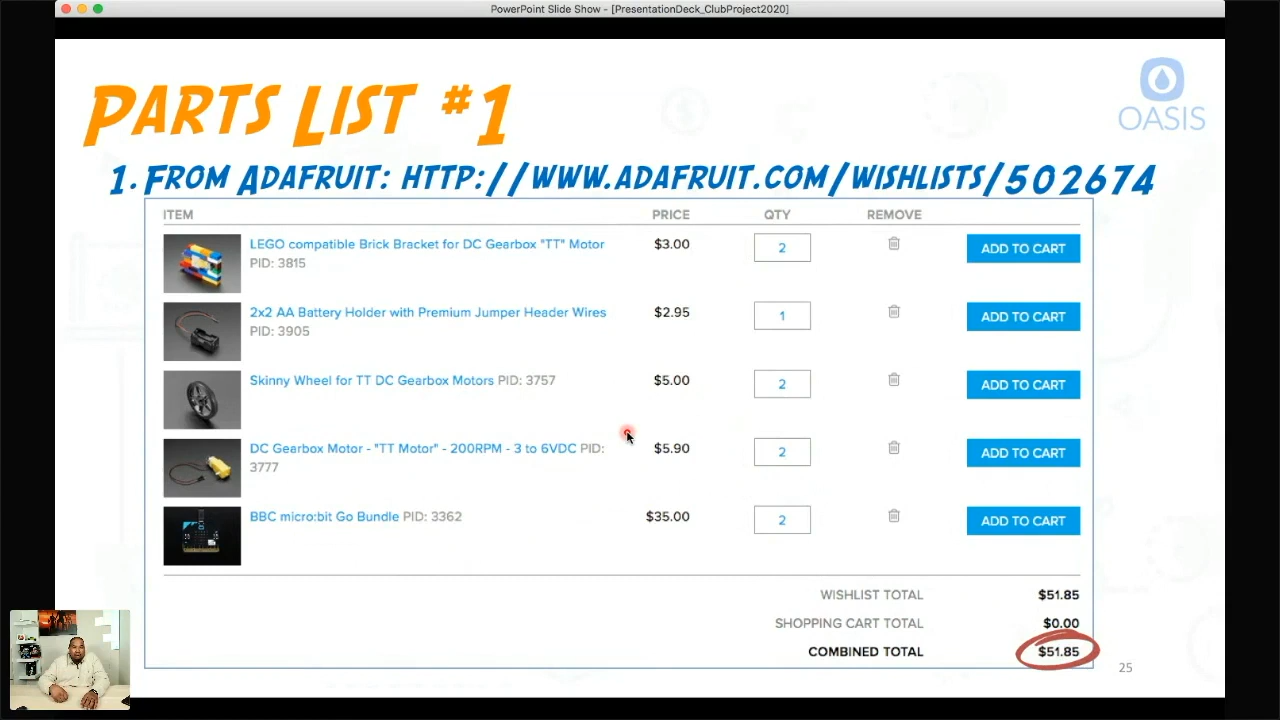 PowerPoint Slide Show - [PresentationDeck_ClubProject2020]
PARTS LIST #1
OASIS
1. FROM ADAFRUIT: HTTP://WWW.ADAFRUIT.COM/WISHLISTS/502674
ITEM PRICE QTY REMOVE
LEGO compatible Brick Bracket for DC Gearbox "TT" Motor $3.00 2 ADD TO CART
PID: 3815
2x2 AA Battery Holder with Premium Jumper Header Wires $2.95 1 ADD TO CART
PID: 3905
Skinny Wheel for TT DC Gearbox Motors PID: 3757 $5.00 2 ADD TO CART
DC Gearbox Motor - "TT Motor" - 200RPM - 3 to 6VDC PID: $5.90 2 ADD TO CART
3777
BBC micro:bit Go Bundle PID: 3362 $35.00 2 ADD TO CART
WISHLIST TOTAL $51.85
SHOPPING CART TOTAL $0.00
COMBINED TOTAL $51.85
25